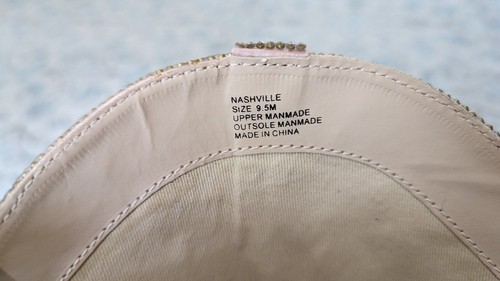 NASHVILLE
SIZE 9.5M
UPPER MANMADE
OUTSOLE MANMADE
MADE IN CHINA